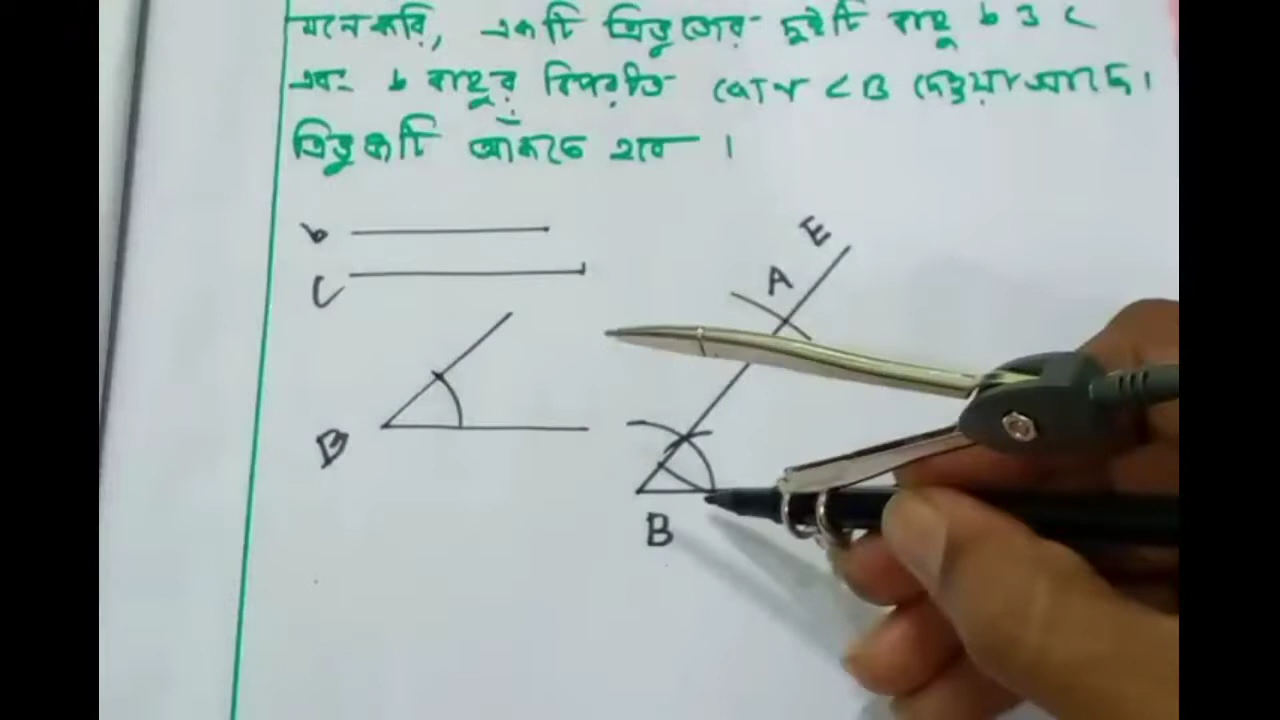 মনেকরি, একটি ত্রিভুজের দুইটি বাহু b ও c
এবং b বাহুর বিপরীত কোণ ∠B দেওয়া আছে।
ত্রিভুজটি আঁকতে হবে ।
b
C
B
E
A
B